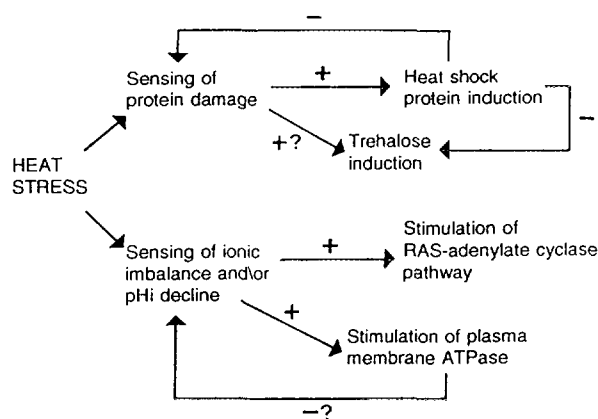 −
Sensing of
protein damage
+
Heat shock
protein induction
+?
Trehalose
induction
−
HEAT
STRESS
Sensing of ionic
imbalance and\or
pHi decline
+
Stimulation of
RAS-adenylate cyclase
pathway
+
Stimulation of plasma
membrane ATPase
−?